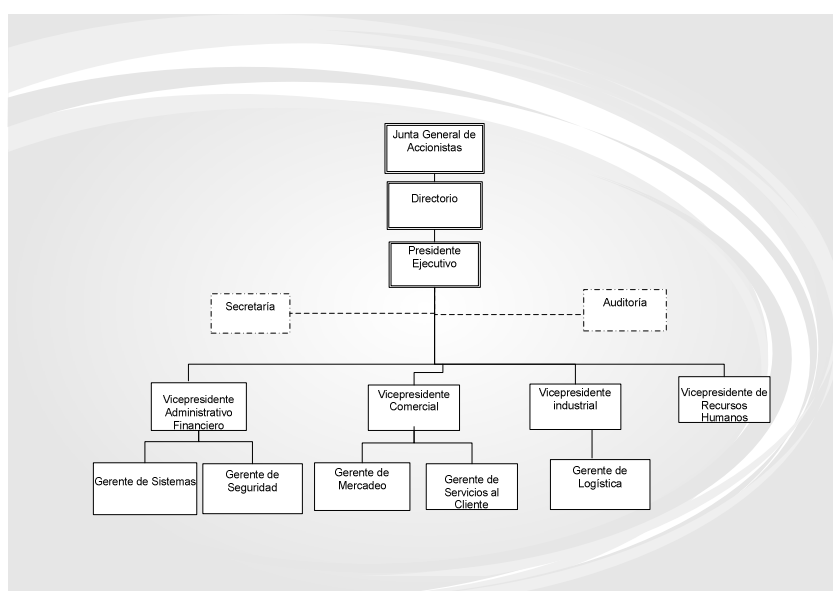 Junta General de
Accionistas
Directorio
Presidente
Ejecutivo
Secretaría
Auditoría
Vicepresidente
Administrativo
Financiero
Vicepresidente
Comercial
Vicepresidente
industrial
Vicepresidente de
Recursos
Humanos
Gerente de Sistemas
Gerente de
Seguridad
Gerente de
Mercadeo
Gerente de
Servicios al
Cliente
Gerente de
Logística